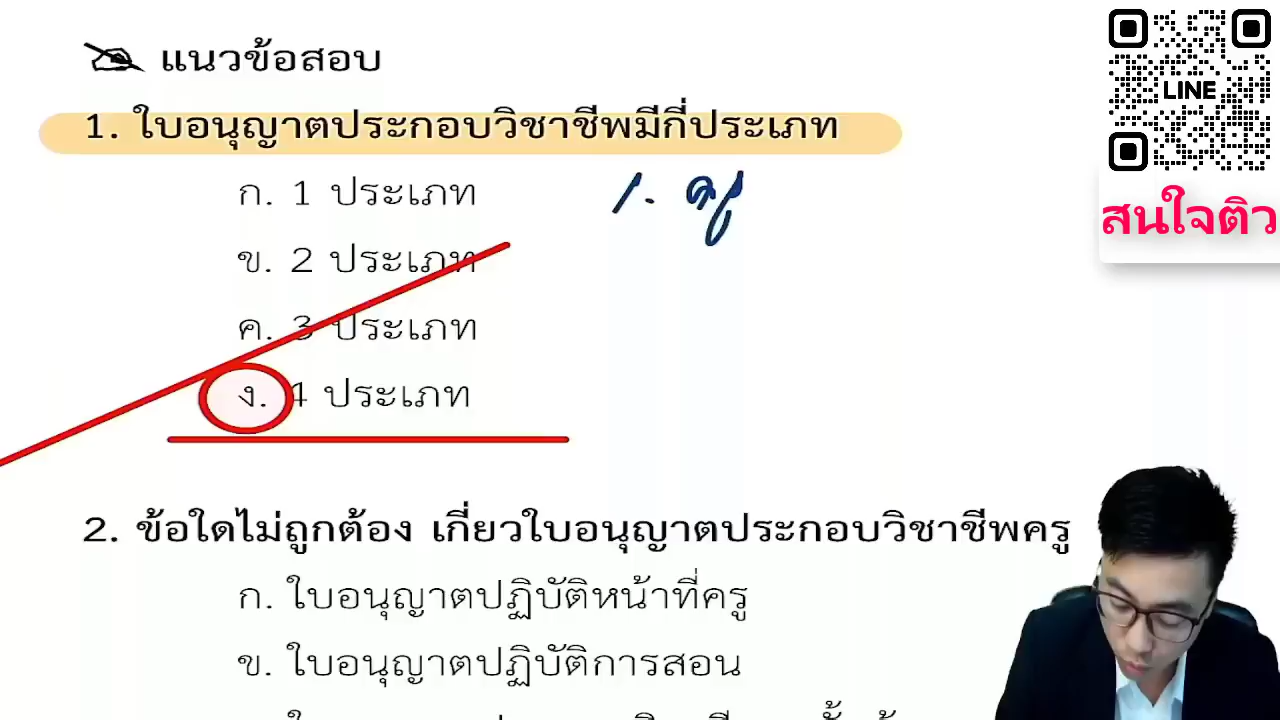 แนวข้อสอบ
1. ใบอนุญาตประกอบวิชาชีพมีกี่ประเภท
ก. 1 ประเภท
1. ครู
ข. 2 ประเภท
ค. 3 ประเภท
ง. 4 ประเภท
2. ข้อใดไม่ถูกต้อง เกี่ยวใบอนุญาตประกอบวิชาชีพครู
ก. ใบอนุญาตปฏิบัติหน้าที่ครู
ข. ใบอนุญาตปฏิบัติการสอน
LINE
สนใจติว